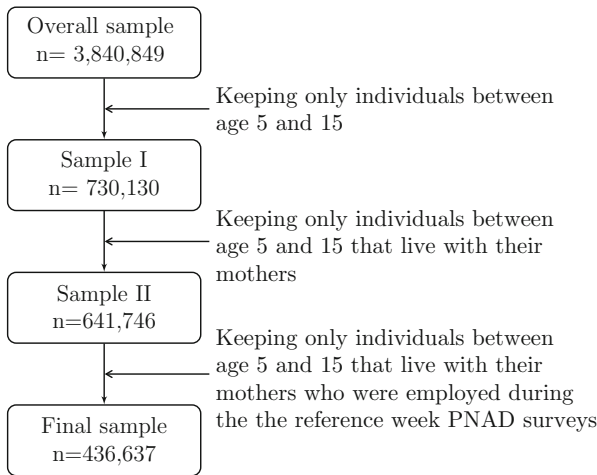 Overall sample
n= 3,840,849
Keeping only individuals between
age 5 and 15
Sample I
n= 730,130
Keeping only individuals between
age 5 and 15 that live with their
mothers
Sample II
n=641,746
Keeping only individuals between
age 5 and 15 that live with their
mothers who were employed during
the the reference week PNAD surveys
Final sample
n=436,637